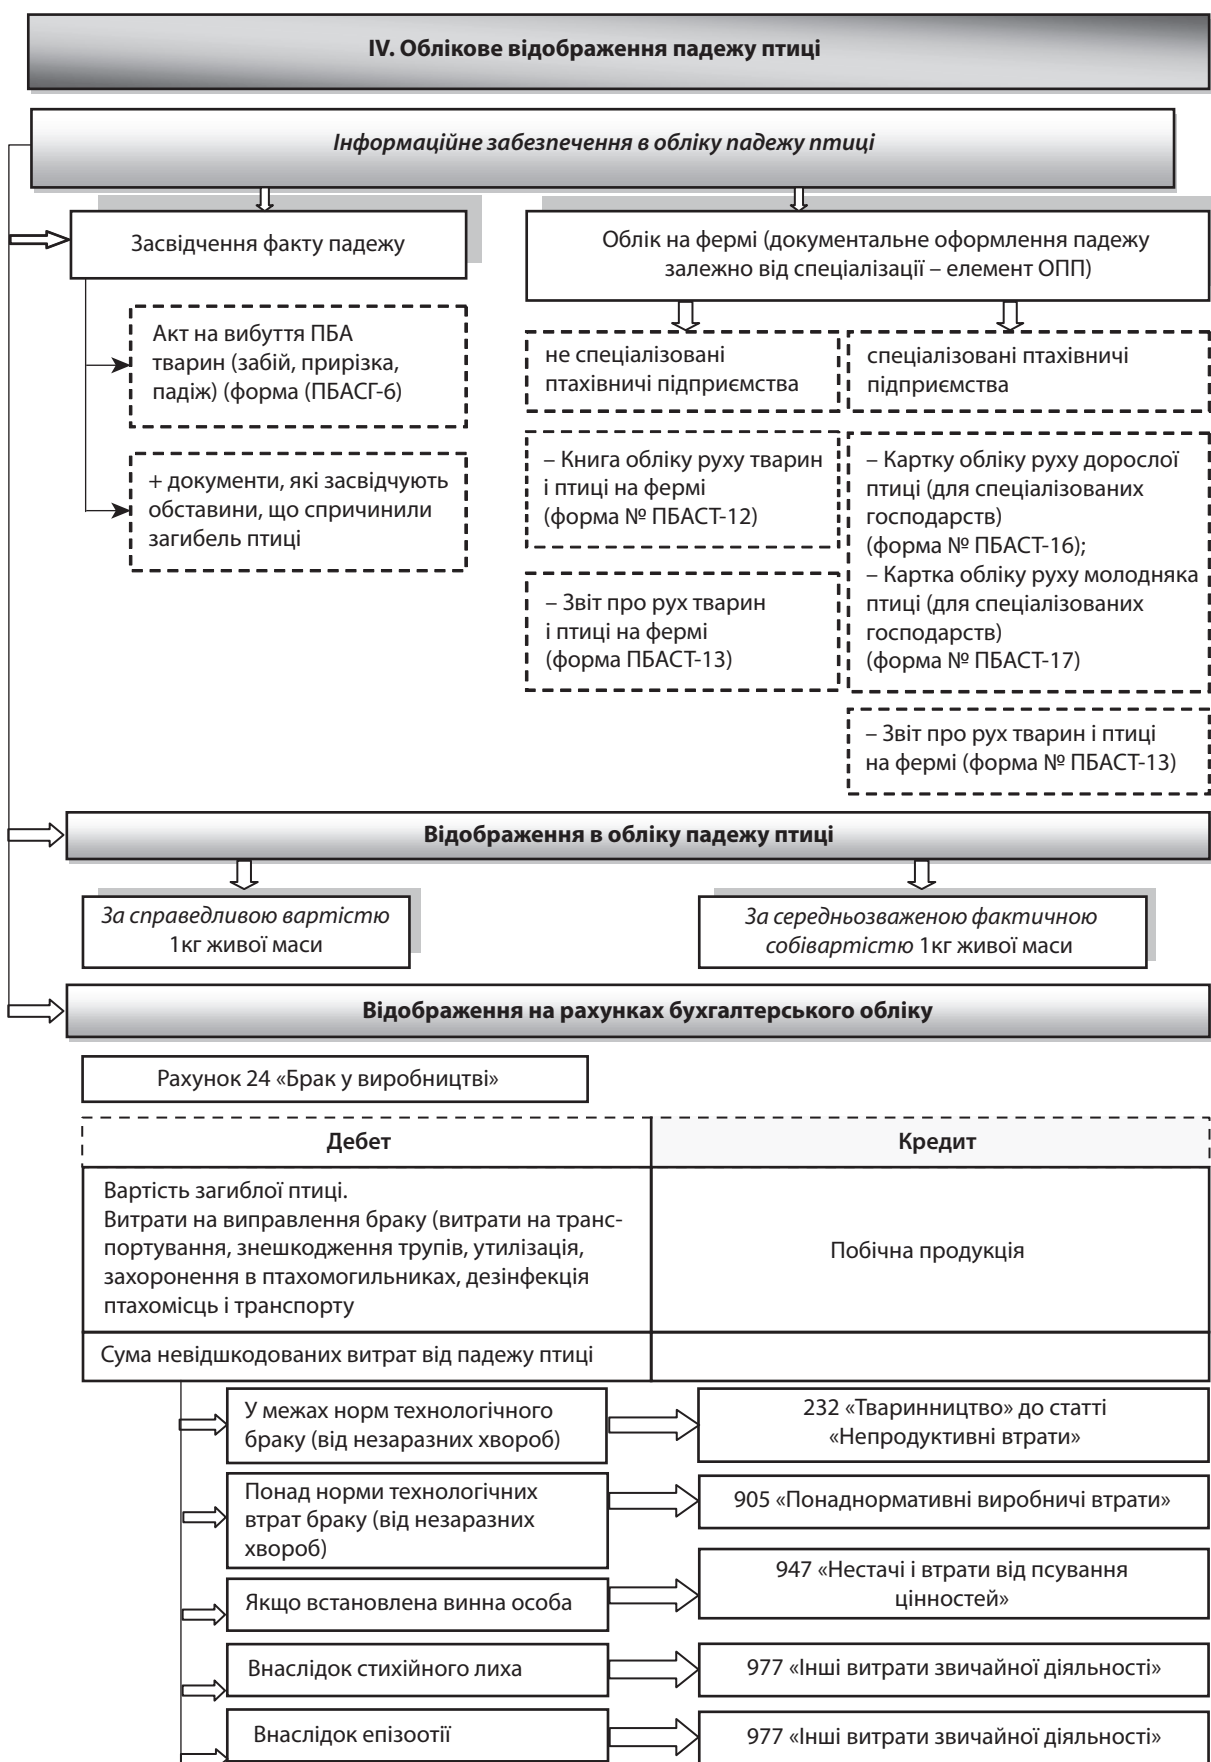 IV. Облікове відображення падежу птиці
Інформаційне забезпечення в обліку падежу птиці
Засвідчення факту падежу
Акт на вибуття ПБА
тварин (забій, прирізка,
падіж) (форма (ПБАСГ-6)
+ документи, які засвідчують
обставини, що спричинили
загибель птиці
Облік на фермі (документальне оформлення падежу
залежно від спеціалізації – елемент ОПП)
не спеціалізовані
птахівничі підприємства
– Книга обліку руху тварин
і птиці на фермі
(форма № ПБАСТ-12)
– Звіт про рух тварин
і птиці на фермі
(форма ПБАСТ-13)
спеціалізовані птахівничі
підприємства
– Картку обліку руху дорослої
птиці (для спеціалізованих
господарств)
(форма № ПБАСТ-16);
– Картка обліку руху молодняка
птиці (для спеціалізованих
господарств)
(форма № ПБАСТ-17)
– Звіт про рух тварин і птиці
на фермі (форма № ПБАСТ-13)
Відображення в обліку падежу птиці
За справедливою вартістю
1кг живої маси
За середньозваженою фактичною
собівартістю 1кг живої маси
Відображення на рахунках бухгалтерського обліку
Рахунок 24 «Брак у виробництві»
Дебет
Кредит
Вартість загиблої птиці.
Витрати на виправлення браку (витрати на транс-
портування, знешкодження трупів, утилізація,
захоронення в птахомогильниках, дезінфекція
птахомісць і транспорту
Побічна продукція
Сума невідшкодованих витрат від падежу птиці
У межах норм технологічного
браку (від незаразних хвороб)
232 «Тваринництво» до статті
«Непродуктивні втрати»
Понад норми технологічних
втрат браку (від незаразних
хвороб)
905 «Понаднормативні виробничі втрати»
Якщо встановлена винна особа
947 «Нестачі і втрати від псування
цінностей»
Внаслідок стихійного лиха
977 «Інші витрати звичайної діяльності»
Внаслідок епізоотії
977 «Інші витрати звичайної діяльності»